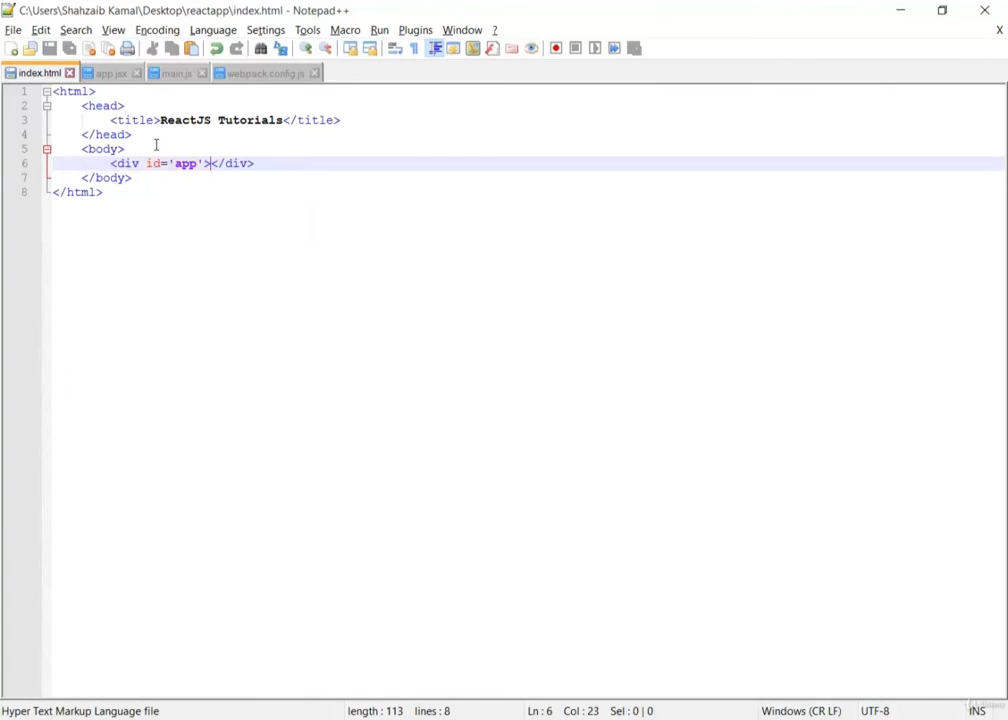 C:\Users\Shahzaib Kamal\Desktop\reactapp\index.html - Notepad++
File Edit Search View Encoding Language Settings Tools Macro Run Plugins Window ? X
index.html app.jsx main.js webpack.config.js
1 <html>
2 <head>
3 <title>ReactJS Tutorials</title>
4 </head>
5 <body>
6 <div id='app'></div>
7 </body>
8 </html>
Hyper Text Markup Language file length : 113 lines : 8 Ln : 6 Col : 23 Sel : 0 | 0 Windows (CR LF) UTF-8 INS